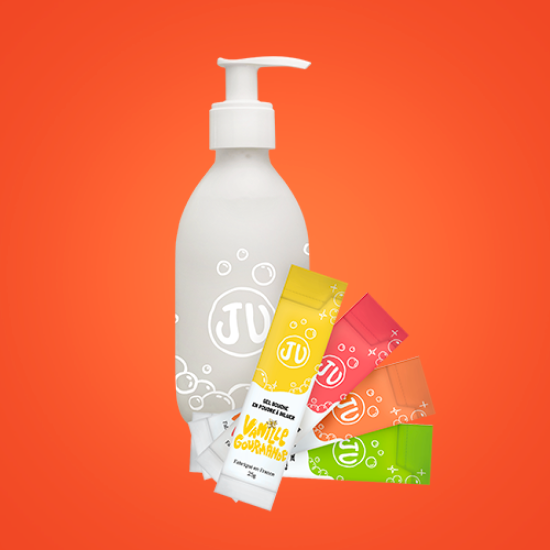 JU
JU
GEL DOUCHE
EN POUDRE À DILUER
Vanille
GOURMANDE
Fabriqué en France
25g
JU
JU
JU